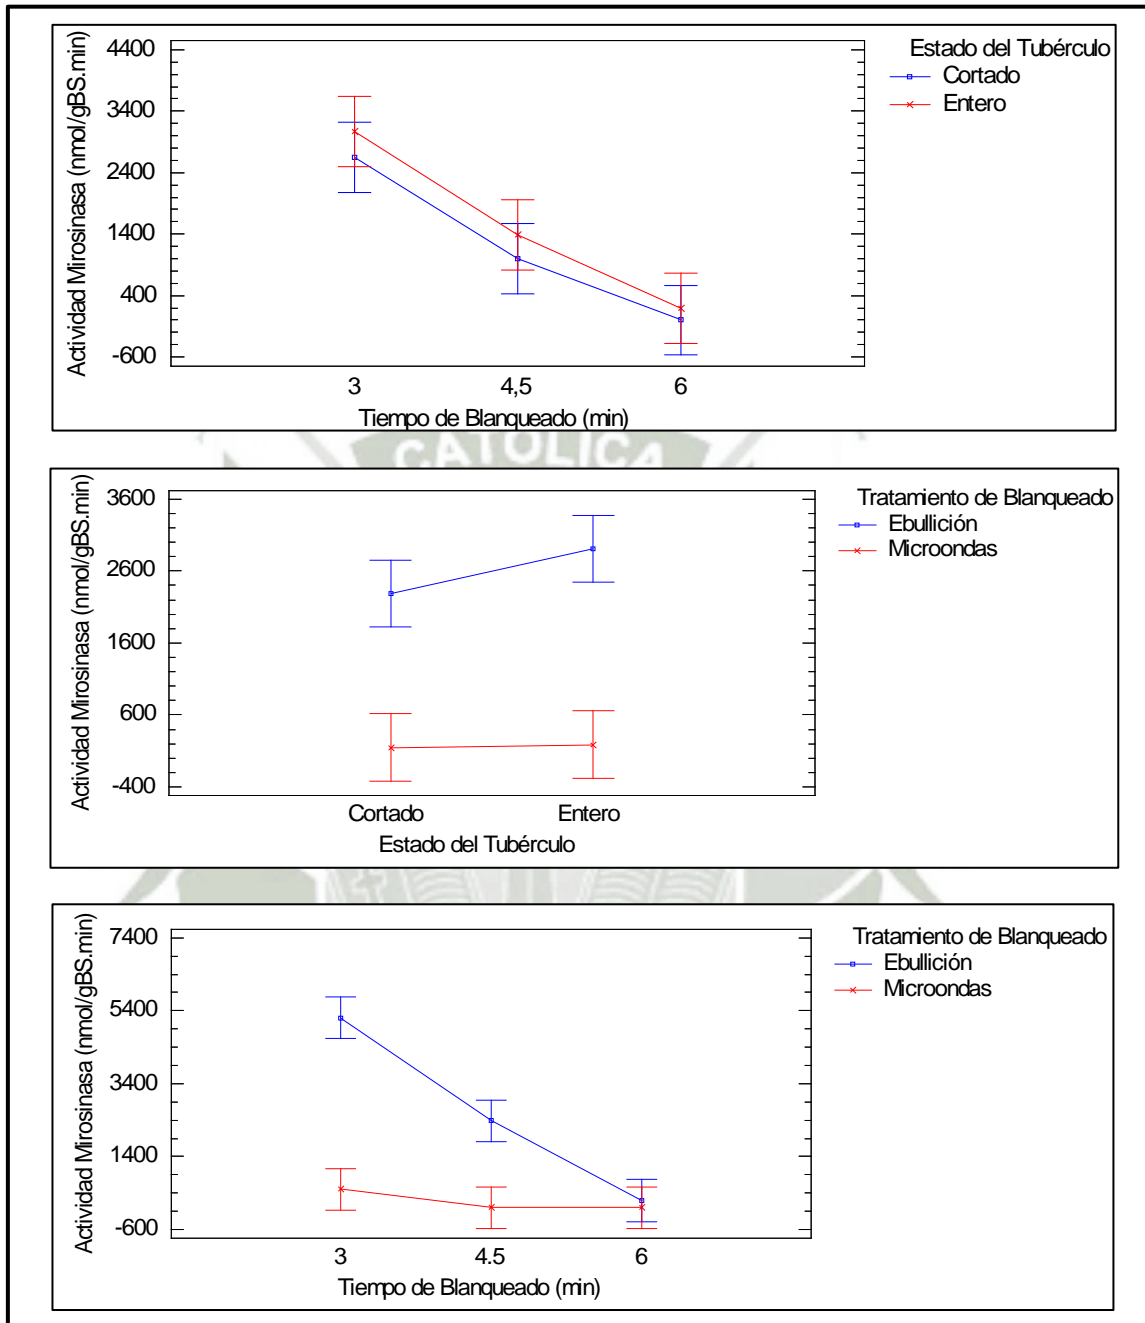 Estado del Tubérculo
Cortado
Entero
Actividad Mirosinasa (nmol/gBS.min)
4400
3400
2400
1400
400
-600
3 4,5 6
Tiempo de Blanqueado (min)
CATOLICA
Tratamiento de Blanqueado
Ebullición
Microondas
Actividad Mirosinasa (nmol/gBS.min)
3600
2600
1600
600
-400
Cortado Entero
Estado del Tubérculo
Tratamiento de Blanqueado
Ebullición
Microondas
Actividad Mirosinasa (nmol/gBS.min)
7400
5400
3400
1400
-600
3 4.5 6
Tiempo de Blanqueado (min)